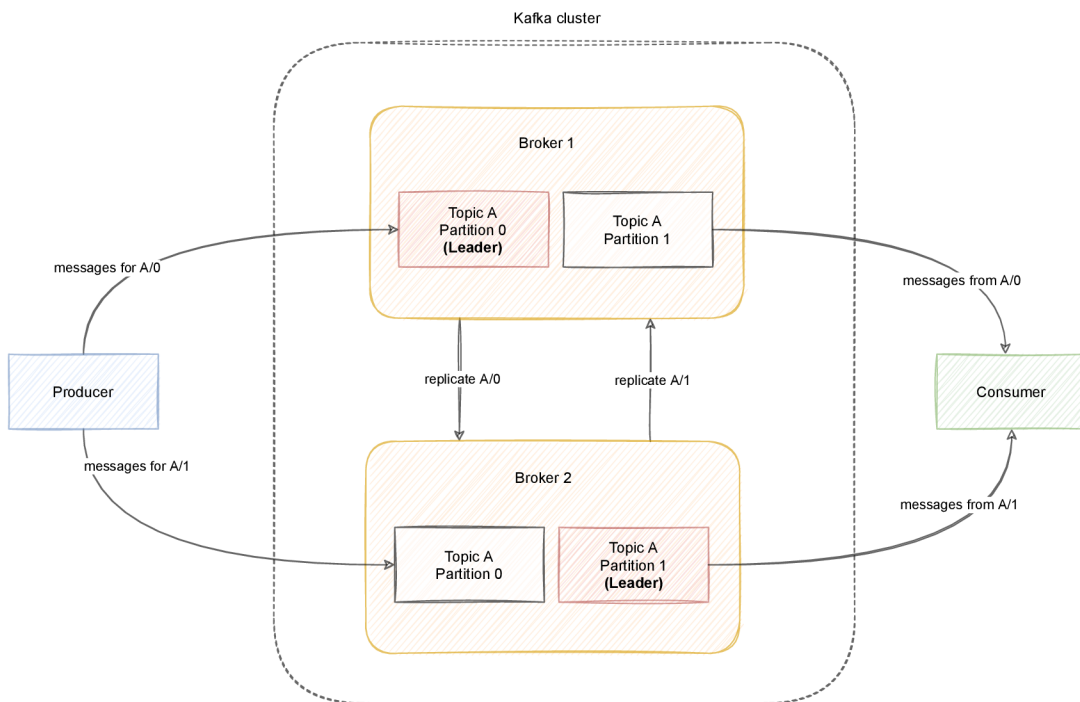 Kafka cluster
Broker 1
Topic A
Partition 0
(Leader)
Topic A
Partition 1
messages for A/0
messages from A/0
replicate A/0
replicate A/1
Producer
Consumer
messages for A/1
Broker 2
messages from A/1
Topic A
Partition 0
Topic A
Partition 1
(Leader)